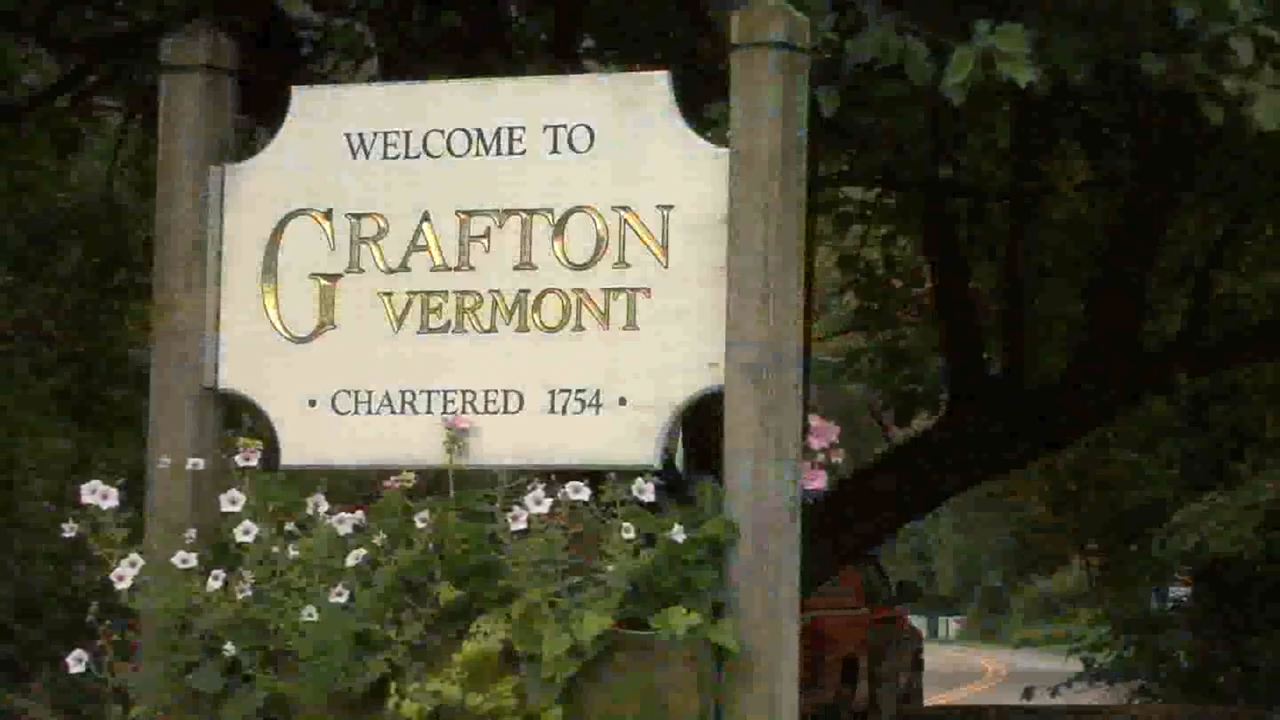 WELCOME TO
GRAFTON
VERMONT
• CHARTERED 1754 •